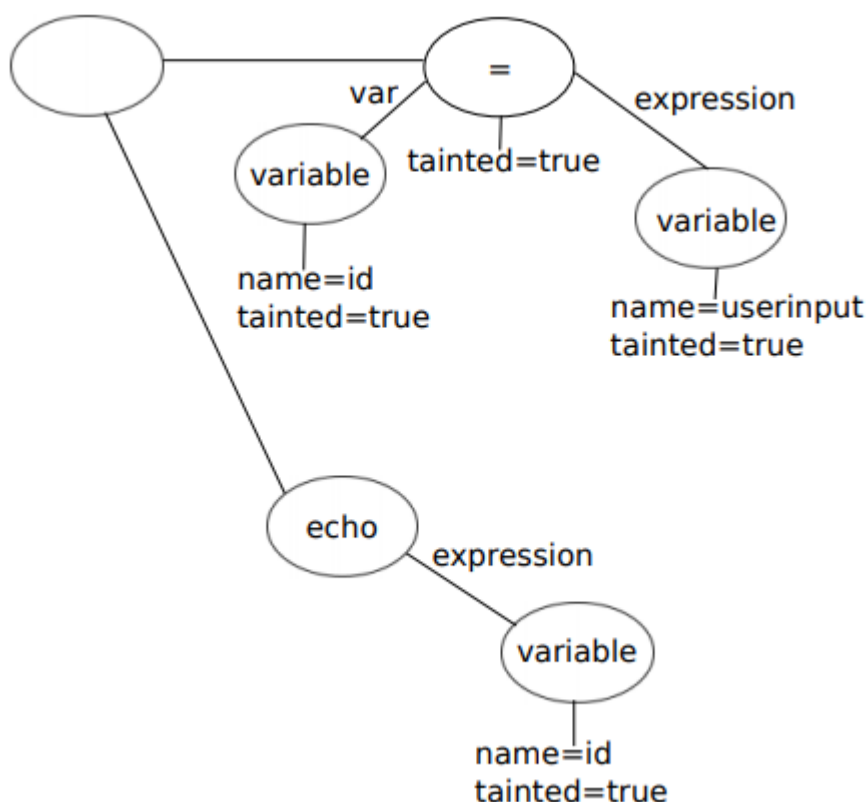 =
var
expression
variable
tainted=true
variable
name=id
tainted=true
name=userinput
tainted=true
echo
expression
variable
name=id
tainted=true